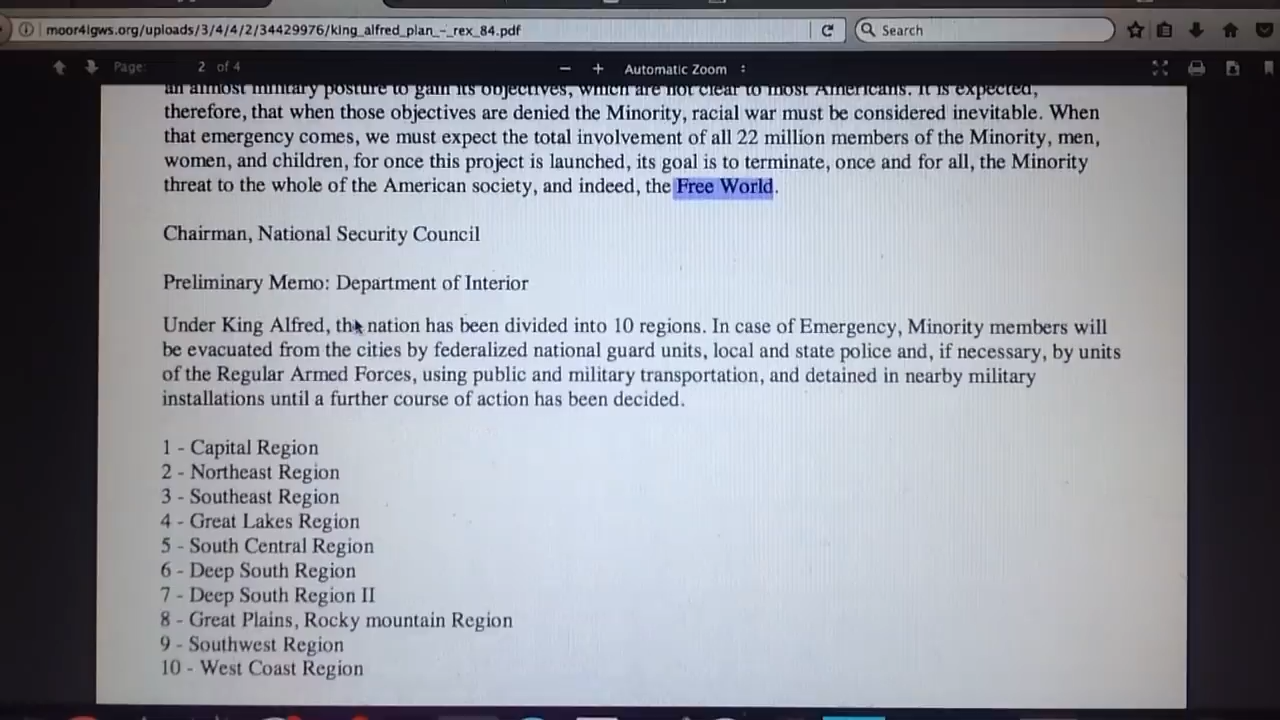 moor4igws.org/uploads/3/4/4/2/34429976/king_alfred_plan_-_rex_84.pdf
Search
Page: 2 of 4
Automatic Zoom
an almost military posture to gain its objectives, which are not clear to most Americans. It is expected,
therefore, that when those objectives are denied the Minority, racial war must be considered inevitable. When
that emergency comes, we must expect the total involvement of all 22 million members of the Minority, men,
women, and children, for once this project is launched, its goal is to terminate, once and for all, the Minority
threat to the whole of the American society, and indeed, the Free World.
Chairman, National Security Council
Preliminary Memo: Department of Interior
Under King Alfred, the nation has been divided into 10 regions. In case of Emergency, Minority members will
be evacuated from the cities by federalized national guard units, local and state police and, if necessary, by units
of the Regular Armed Forces, using public and military transportation, and detained in nearby military
installations until a further course of action has been decided.
1 - Capital Region
2 - Northeast Region
3 - Southeast Region
4 - Great Lakes Region
5 - South Central Region
6 - Deep South Region
7 - Deep South Region II
8 - Great Plains, Rocky mountain Region
9 - Southwest Region
10 - West Coast Region